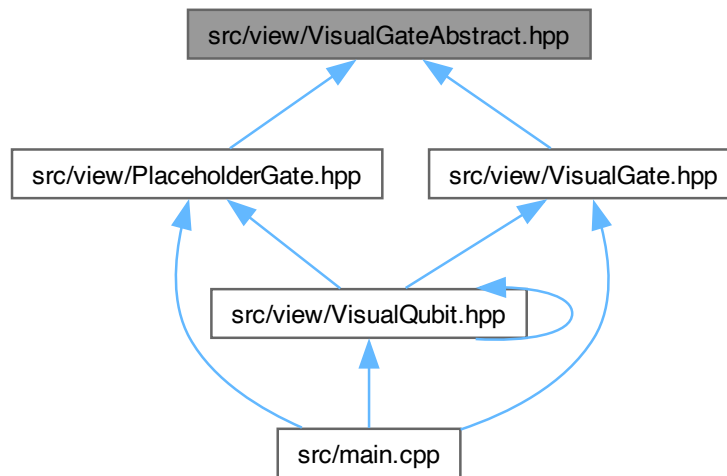 src/view/VisualGateAbstract.hpp
src/view/PlaceholderGate.hpp
src/view/VisualGate.hpp
src/view/VisualQubit.hpp
src/main.cpp